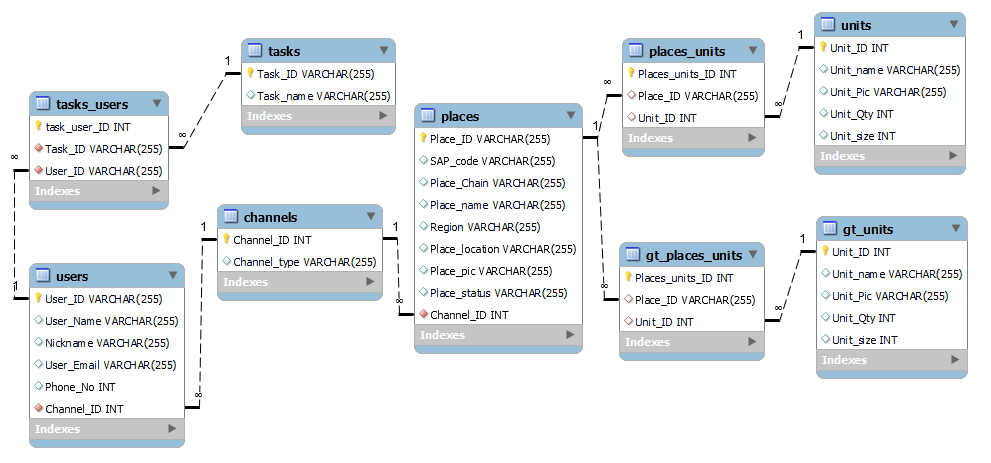 tasks
Task_ID VARCHAR(255)
Task_name VARCHAR(255)
Indexes
tasks_users
task_user_ID INT
Task_ID VARCHAR(255)
User_ID VARCHAR(255)
Indexes
users
User_ID VARCHAR(255)
User_Name VARCHAR(255)
Nickname VARCHAR(255)
User_Email VARCHAR(255)
Phone_No INT
Channel_ID INT
Indexes
channels
Channel_ID INT
Channel_type VARCHAR(255)
Indexes
places
Place_ID VARCHAR(255)
SAP_code VARCHAR(255)
Place_Chain VARCHAR(255)
Place_name VARCHAR(255)
Region VARCHAR(255)
Place_location VARCHAR(255)
Place_pic VARCHAR(255)
Place_status VARCHAR(255)
Channel_ID INT
Indexes
places_units
Places_units_ID INT
Place_ID VARCHAR(255)
Unit_ID INT
Indexes
gt_places_units
Places_units_ID INT
Place_ID VARCHAR(255)
Unit_ID INT
Indexes
units
Unit_ID INT
Unit_name VARCHAR(255)
Unit_Pic VARCHAR(255)
Unit_Qty INT
Unit_size INT
Indexes
gt_units
Unit_ID INT
Unit_name VARCHAR(255)
Unit_Pic VARCHAR(255)
Unit_Qty INT
Unit_size INT
Indexes
1
∞
∞
1
1
∞
1
∞
1
∞
∞
1
∞
1
∞